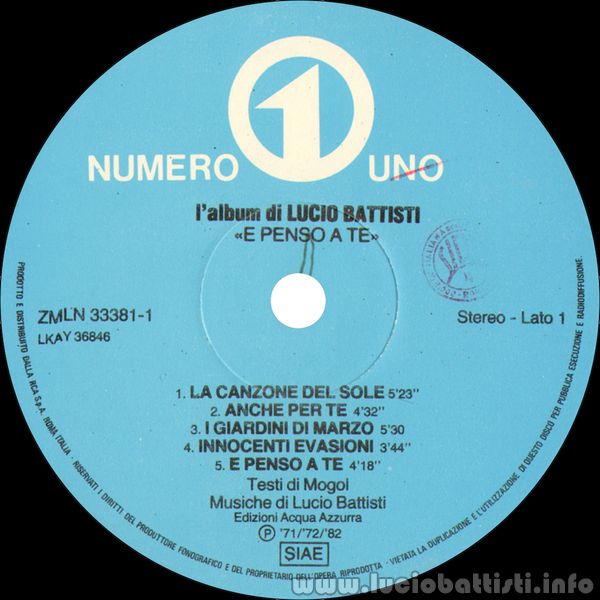 NUMERO 1 UNO
l'album di LUCIO BATTISTI
«E PENSO A TE»
ZMLN 33381-1
LKAY 36846
Stereo - Lato 1
1. LA CANZONE DEL SOLE 5'23"
2. ANCHE PER TE 4'32"
3. I GIARDINI DI MARZO 5'30
4. INNOCENTI EVASIONI 3'44"
5. E PENSO A TE 4'18"
Testi di Mogol
Musiche di Lucio Battisti
Edizioni Acqua Azzurra
Ⓟ '71/'72/'82
SIAE
PRODOTTO E DISTRIBUITO DALLA RCA S.p.A. ROMA ITALIA - RISERVATI I DIRITTI DEL PRODUTTORE FONOGRAFICO E DEL PROPRIETARIO DELL'OPERA RIPRODOTTA - VIETATA LA DUPLICAZIONE E L'UTILIZZAZIONE DI QUESTO DISCO PER PUBBLICA ESECUZIONE E RADIODIFFUSIONE.
www.luciobattisti.info